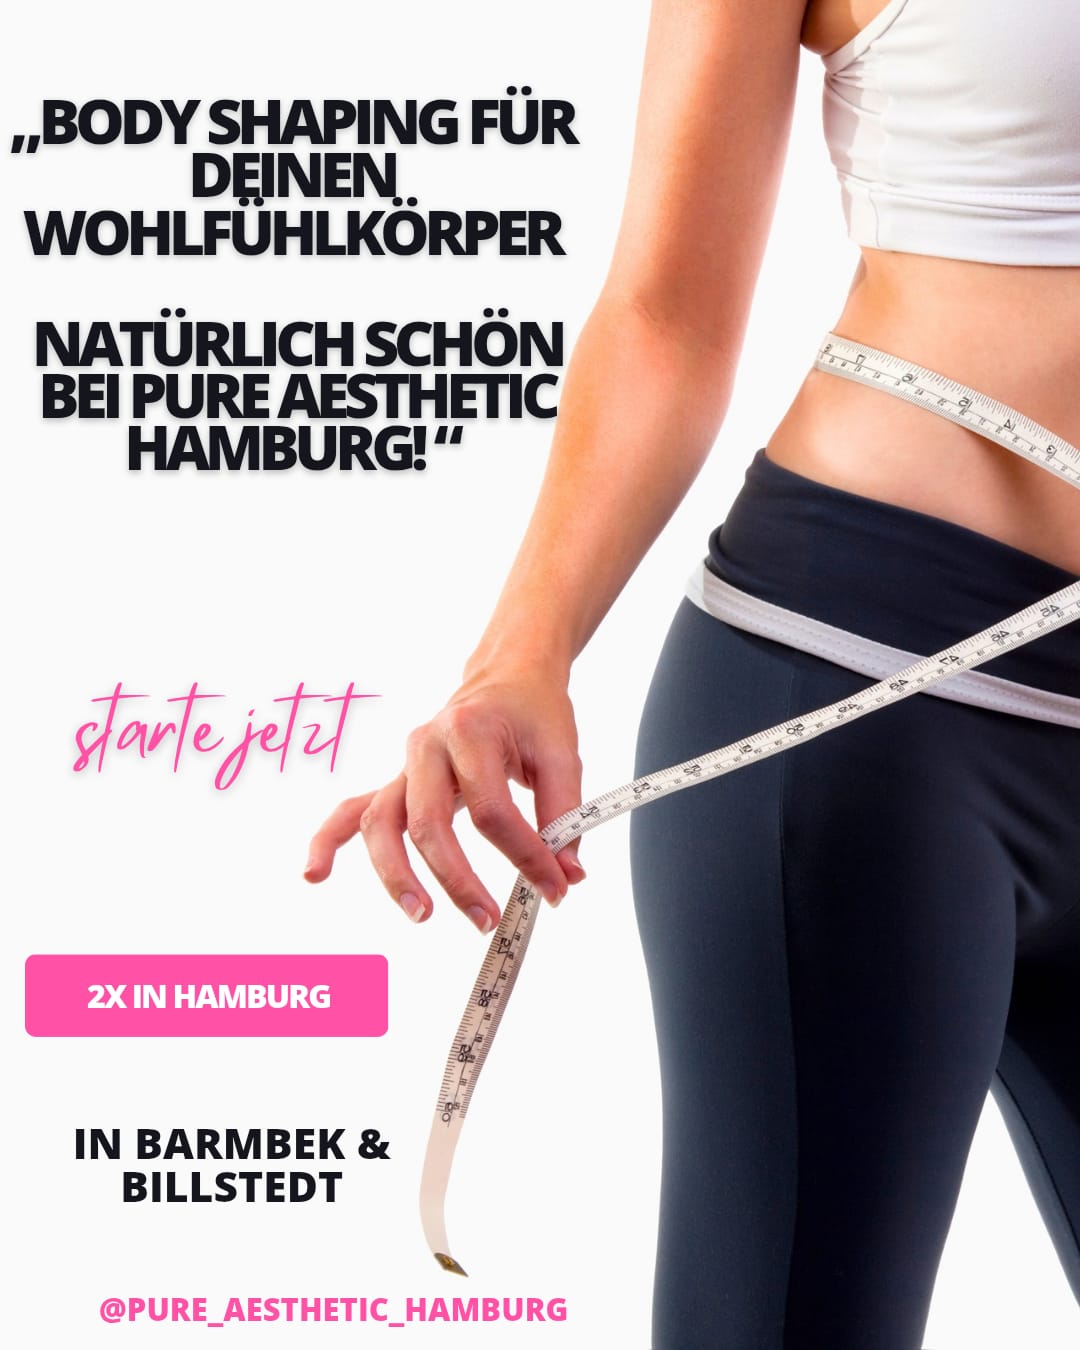 „BODY SHAPING FÜR
DEINEN
WOHLFÜHLKÖRPER
NATÜRLICH SCHÖN
BEI PURE AESTHETIC
HAMBURG! “
starte jetzt
2X IN HAMBURG
IN BARMBEK &
BILLSTEDT
@PURE_AESTHETIC_HAMBURG